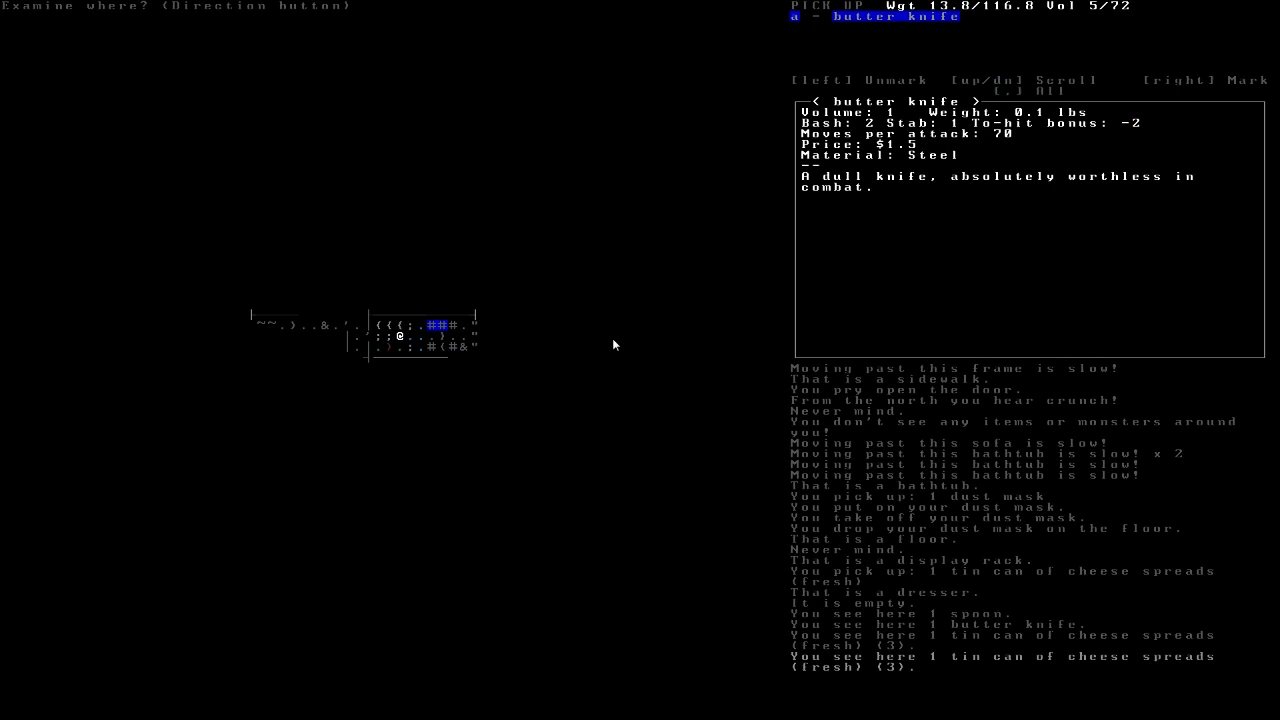 Examine where? (Direction button)
PICK UP  Wgt 13.8/116.8 Vol 5/72
a - butter knife
[left] Unmark  [up/dn] Scroll  [right] Mark
[.] All
< butter knife >
Volume: 1  Weight: 0.1 lbs
Bash: 2 Stab: 1 To-hit bonus: -2
Moves per attack: 70
Price: $1.5
Material: Steel
--
A dull knife, absolutely worthless in
combat.
Moving past this frame is slow!
That is a sidewalk.
You pry open the door.
From the north you hear crunch!
Never mind.
You don't see any items or monsters around
you!
Moving past this sofa is slow!
Moving past this bathtub is slow! x 2
Moving past this bathtub is slow!
Moving past this bathtub is slow!
That is a bathtub.
You pick up: 1 dust mask
You put on your dust mask.
You take off your dust mask.
You drop your dust mask on the floor.
That is a floor.
Never mind.
That is a display rack.
You pick up: 1 tin can of cheese spreads
(fresh)
That is a dresser.
It is empty.
You see here 1 spoon.
You see here 1 butter knife.
You see here 1 tin can of cheese spreads
(fresh) (3).
You see here 1 tin can of cheese spreads
(fresh) (3).